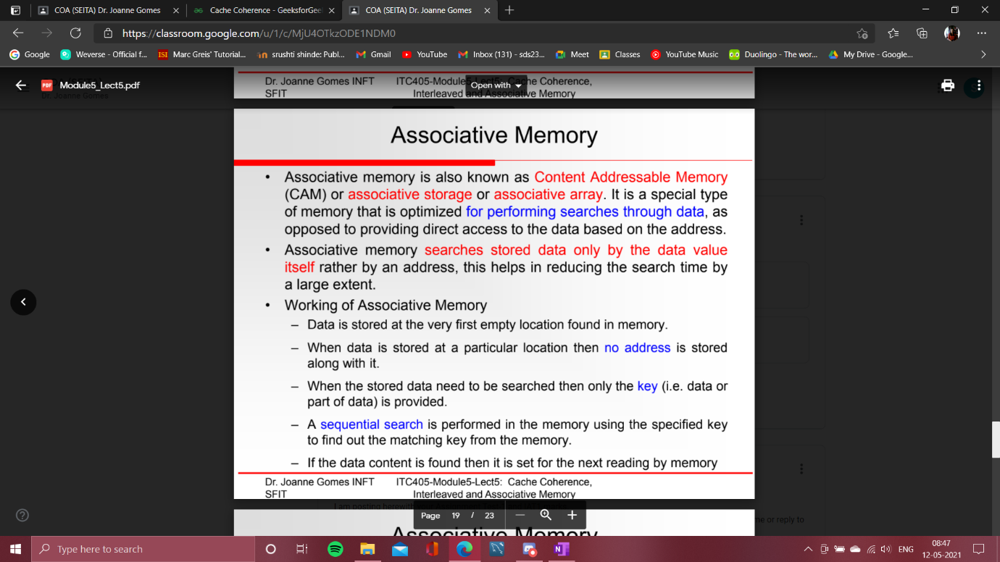 COA (SEITA) Dr. Joanne Gomes
Cache Coherence - GeeksforGee
COA (SEITA) Dr. Joanne Gomes
https://classroom.google.com/u/1/c/MjU4OTkzODE1NDM0
Google
Weverse - Official f...
ISI Marc Greis' Tutorial...
srushti shinde: Publ...
Gmail
YouTube
Inbox (131) - sds23...
Meet
Classes
YouTube Music
Duolingo - The wor...
My Drive - Google...
PDF Module5_Lect5.pdf
Dr. Joanne Gomes
Open with
Dr. Joanne Gomes INFT ITC405-Module5-Lect5: Cache Coherence,
SFIT Interleaved and Associative Memory
Associative Memory
• Associative memory is also known as Content Addressable Memory
(CAM) or associative storage or associative array. It is a special type
of memory that is optimized for performing searches through data, as
opposed to providing direct access to the data based on the address.
• Associative memory searches stored data only by the data value
itself rather by an address, this helps in reducing the search time by
a large extent.
• Working of Associative Memory
– Data is stored at the very first empty location found in memory.
– When data is stored at a particular location then no address is stored
along with it.
– When the stored data need to be searched then only the key (i.e. data or
part of data) is provided.
– A sequential search is performed in the memory using the specified key
to find out the matching key from the memory.
– If the data content is found then it is set for the next reading by memory
Dr. Joanne Gomes INFT ITC405-Module5-Lect5: Cache Coherence,
SFIT Interleaved and Associative Memory
I am posting herewith
me or reply to
Page 19 / 23
Associative Memory
Type here to search
ENG
08:47
12-05-2021